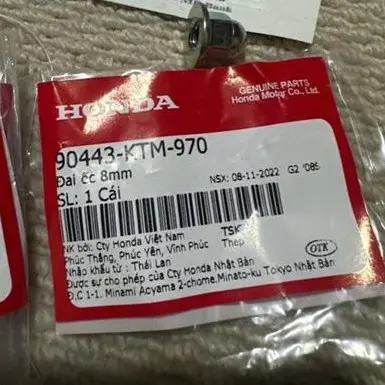 Bank
GENUINE PARTS
Honda Motor Co., Ltd.
HONDA
90443-KTM-970
Đai ốc 8mm
NSX: 08-11-2022 G2
SL: 1 Cái
NK bởi: Cty Honda Việt Nam
Phúc Thắng, Phúc Yên, Vĩnh Phúc Thép
Nhập khẩu từ: Thái Lan
OTK
Được sự cho phép của Cty Honda Nhật Bản
Đ.C 1-1. Minami Aoyama 2-chome.Minato-ku Tokyo Nhật Bản